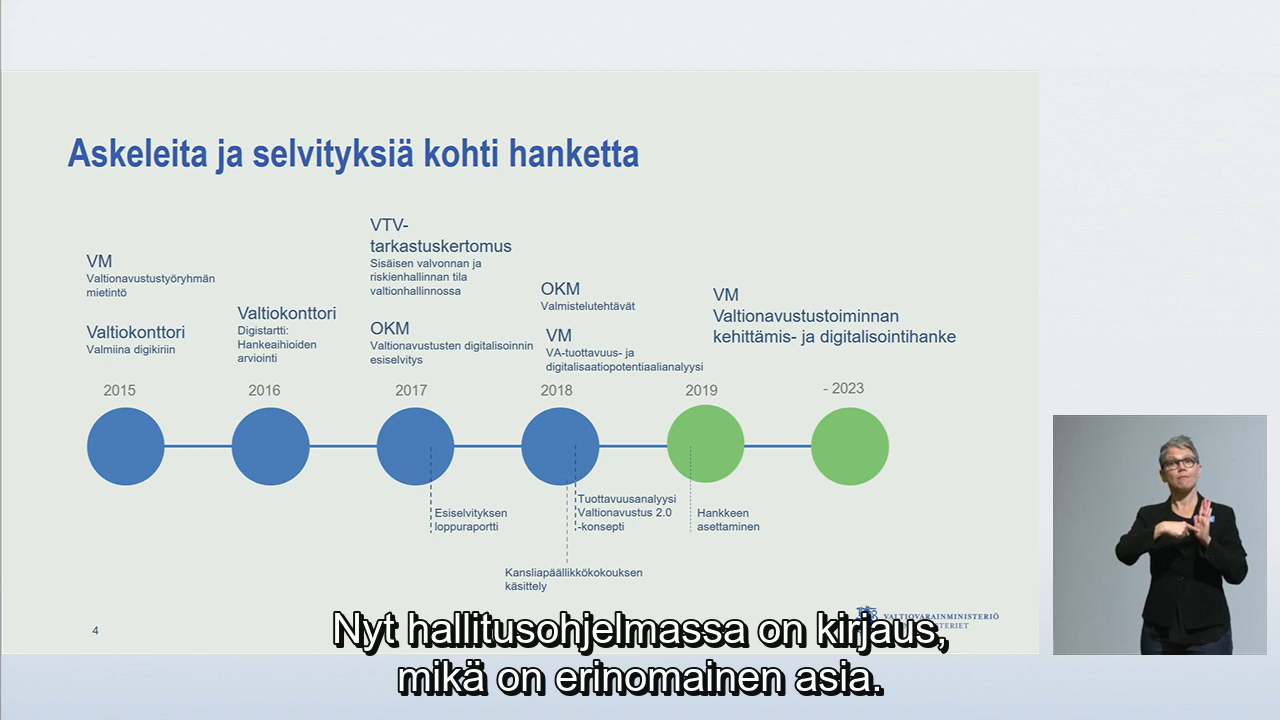 Askeleita ja selvityksiä kohti hanketta
VM
Valtionavustustyöryhmän
mietintö
Valtiokonttori
Valmiina digikiriin
2015
Valtiokonttori
Digistartti:
Hankeaihioiden
arviointi
2016
VTV-
tarkastuskertomus
Sisäisen valvonnan ja
riskienhallinnan tila
valtionhallinnossa
OKM
Valtionavustusten digitalisoinnin
esiselvitys
2017
OKM
Valmistelutehtävät
VM
VA-tuottavuus- ja
digitalisaatiopotentiaalianalyysi
2018
VM
Valtionavustustoiminnan
kehittämis- ja digitalisointihanke
2019
- 2023
Esiselvityksen
loppuraportti
Tuottavuusanalyysi
Valtionavustus 2.0
-konsepti
Hankkeen
asettaminen
Kansliapäällikkökokouksen
käsittely
4
VALTIOVARAINMINISTERIÖ
Nyt hallitusohjelmassa on kirjaus,
mikä on erinomainen asia.